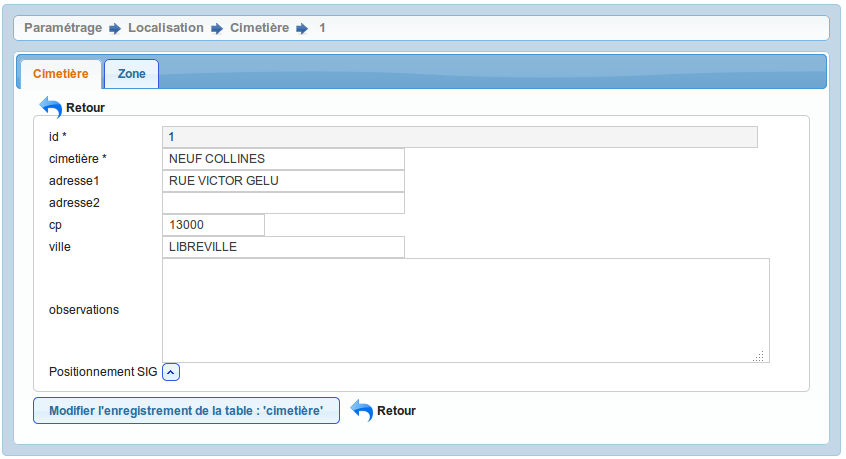 Paramétrage Localisation Cimetière 1
Cimetière Zone
Retour
id * 1
cimetière * NEUF COLLINES
adresse1 RUE VICTOR GELU
adresse2
cp 13000
ville LIBREVILLE
observations
Positionnement SIG
Modifier l'enregistrement de la table : 'cimetière' Retour